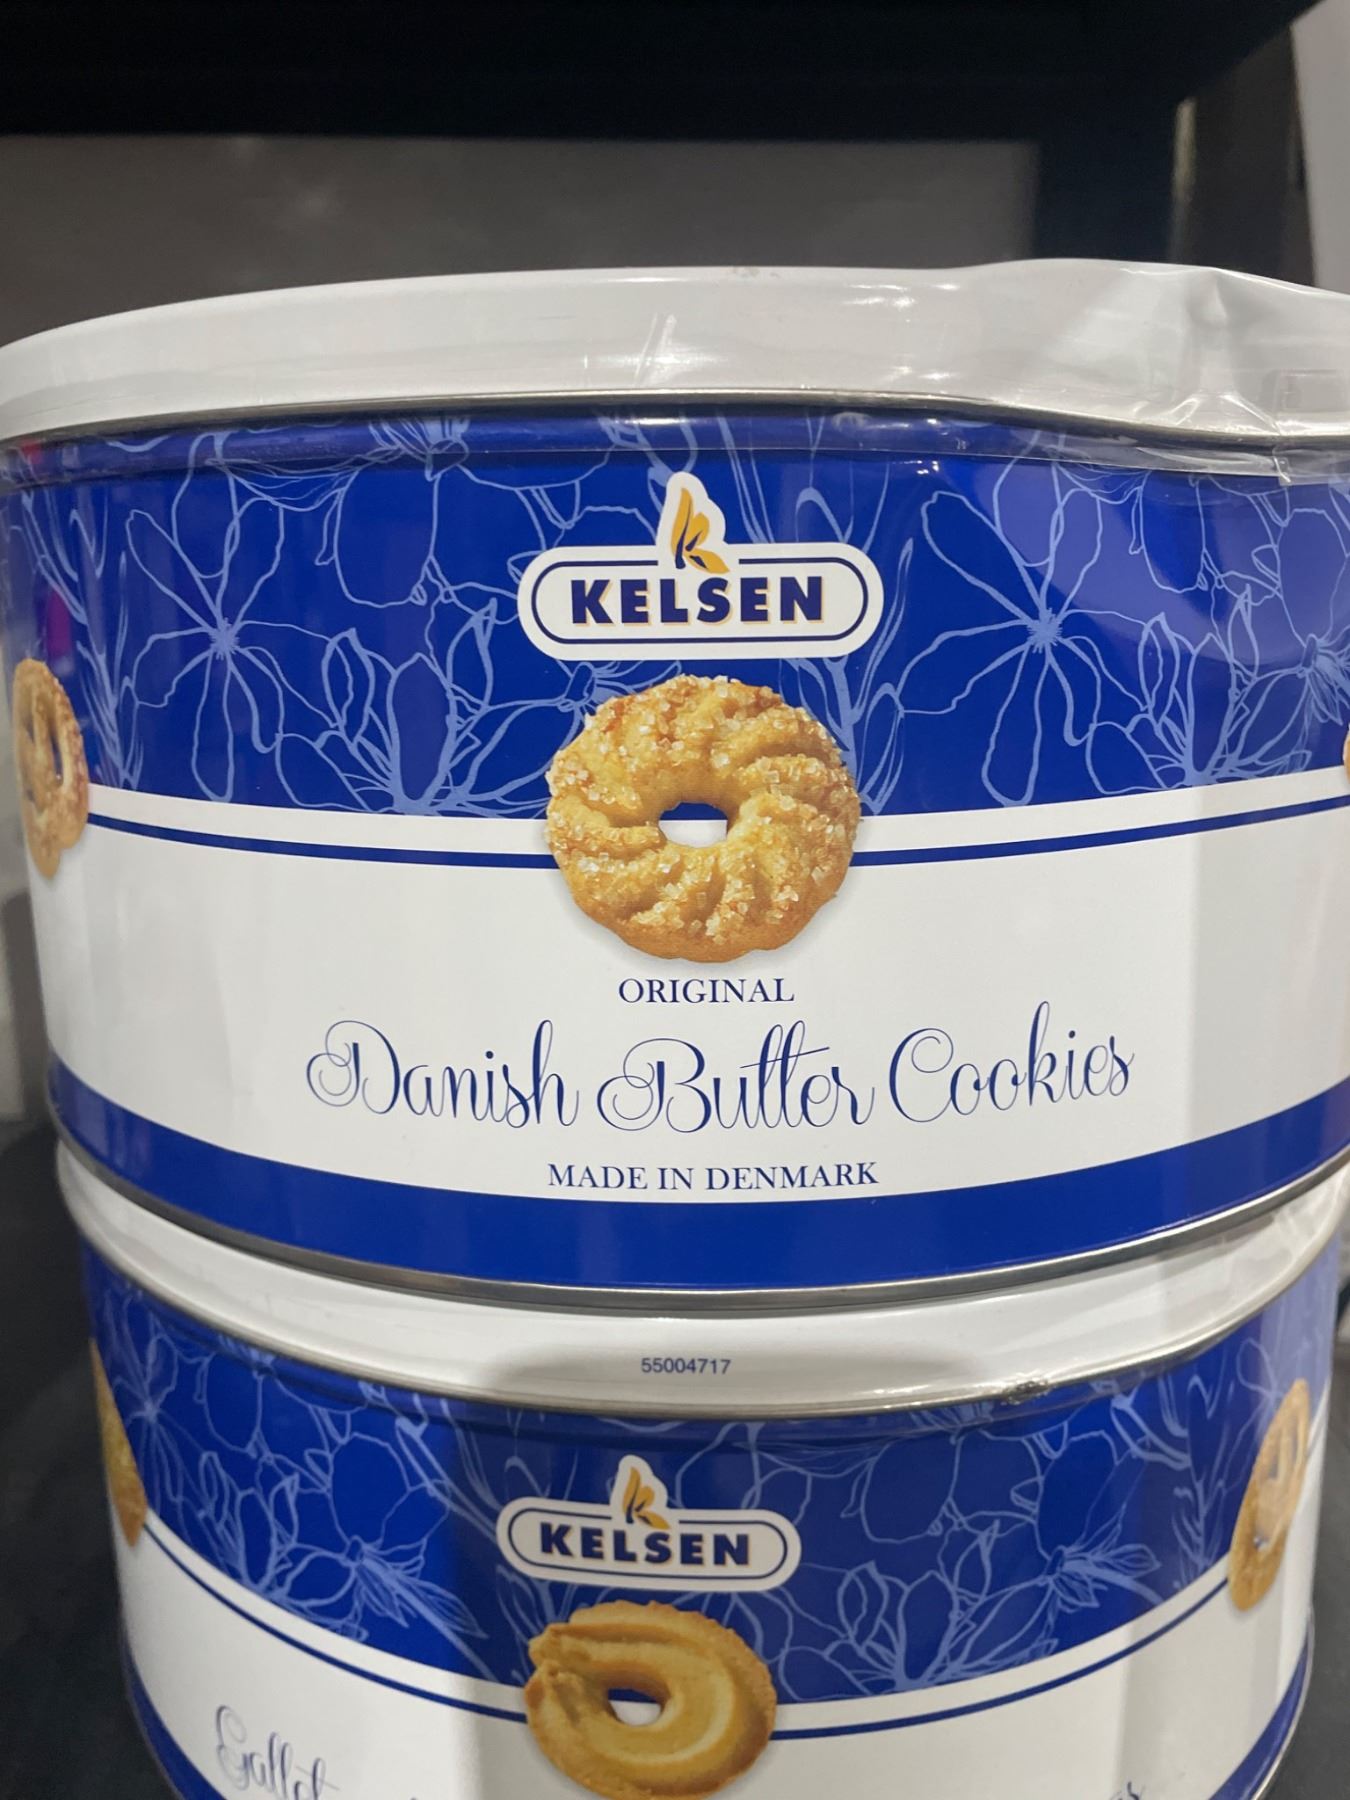 KELSEN
ORIGINAL
Danish Butter Cookies
MADE IN DENMARK
55004717
KELSEN